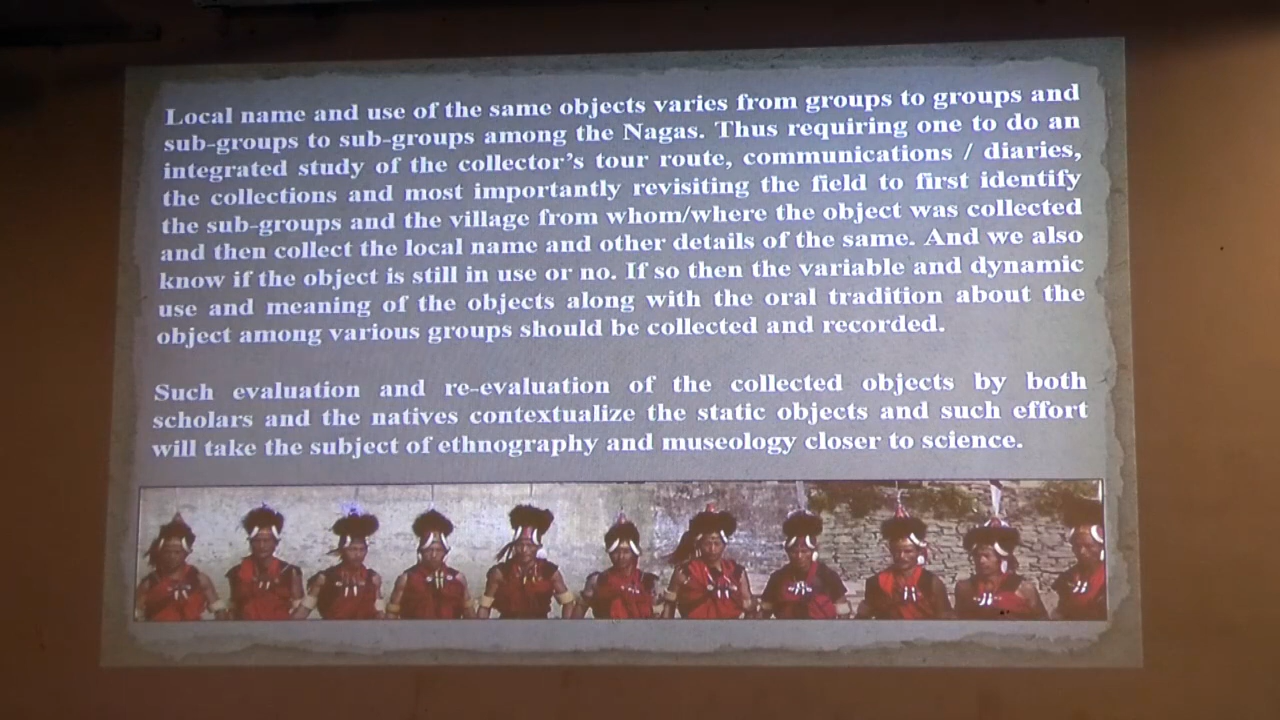 Local name and use of the same objects varies from groups to groups and
sub-groups to sub-groups among the Nagas. Thus requiring one to do an
integrated study of the collector's tour route, communications / diaries,
the collections and most importantly revisiting the field to first identify
the sub-groups and the village from whom/where the object was collected
and then collect the local name and other details of the same. And we also
know if the object is still in use or no. If so then the variable and dynamic
use and meaning of the objects along with the oral tradition about the
object among various groups should be collected and recorded.
Such evaluation and re-evaluation of the collected objects by both
scholars and the natives contextualize the static objects and such effort
will take the subject of ethnography and museology closer to science.